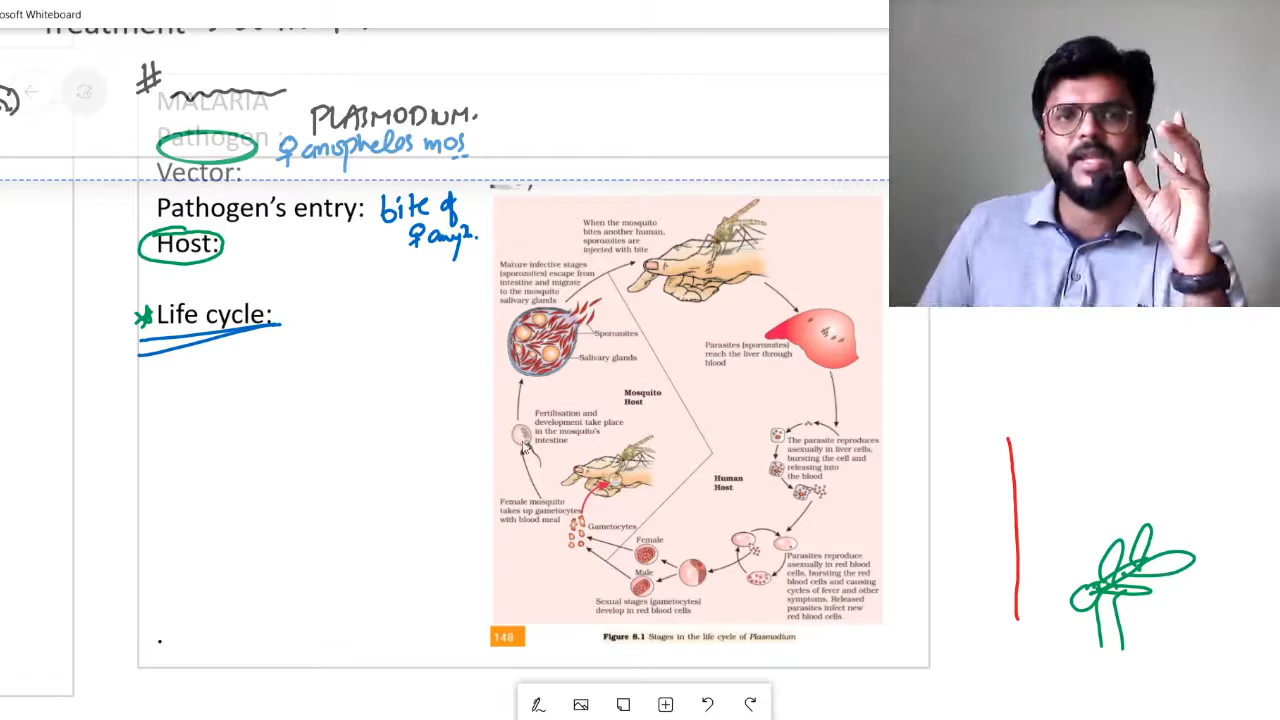 osoft Whiteboard
Treatment
#
MALARIA
PLASMODIUM.
Pathogen :
♀ anopheles mos
Vector:
Pathogen's entry: bite of
♀ any2.
Host:
Life cycle:
.
When the mosquito
bites another human,
sporozoites are
injected with bite
Mature infective stages
(sporozoites) escape from
intestine and migrate
to the mosquito
salivary glands
Sporozoites
Salivary glands
Parasites (sporozoites)
reach the liver through
blood
Mosquito
Host
Fertilisation and
development take place
in the mosquito's
intestine
The parasite reproduces
asexually in liver cells,
bursting the cell and
releasing into
the blood
Human
Host
Female mosquito
takes up gametocytes
with blood meal
Gametocytes
Female
Male
Sexual stages (gametocytes)
develop in red blood cells
Parasites reproduce
asexually in red blood
cells, bursting the red
blood cells and causing
cycles of fever and other
symptoms. Released
parasites infect new
red blood cells
148
Figure 8.1 Stages in the life cycle of Plasmodium